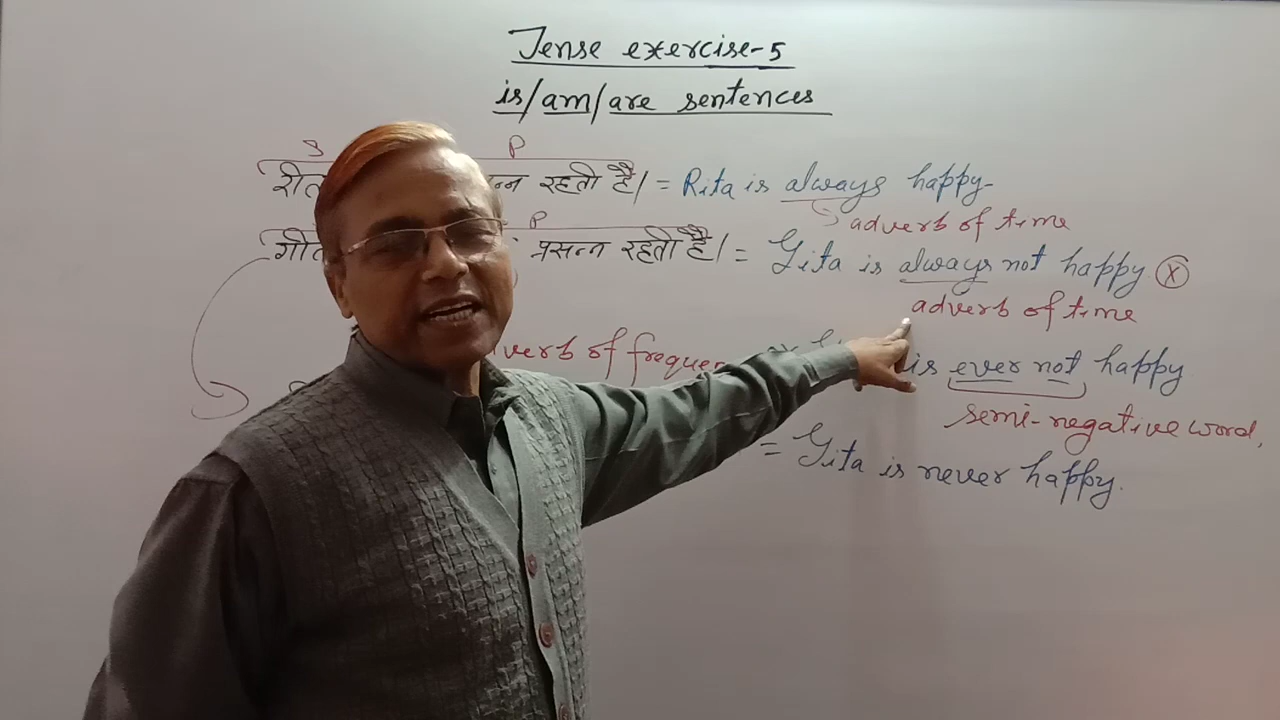 Tense exercise-5
is/am/are sentences
S P
प्रसन्न रहती है। = Rita is always happy.
adverb of time
P
प्रसन्न रहती है। = Gita is always not happy (X)
adverb of time
adverb of frequency
is ever not happy
semi-negative word,
= Gita is never happy.